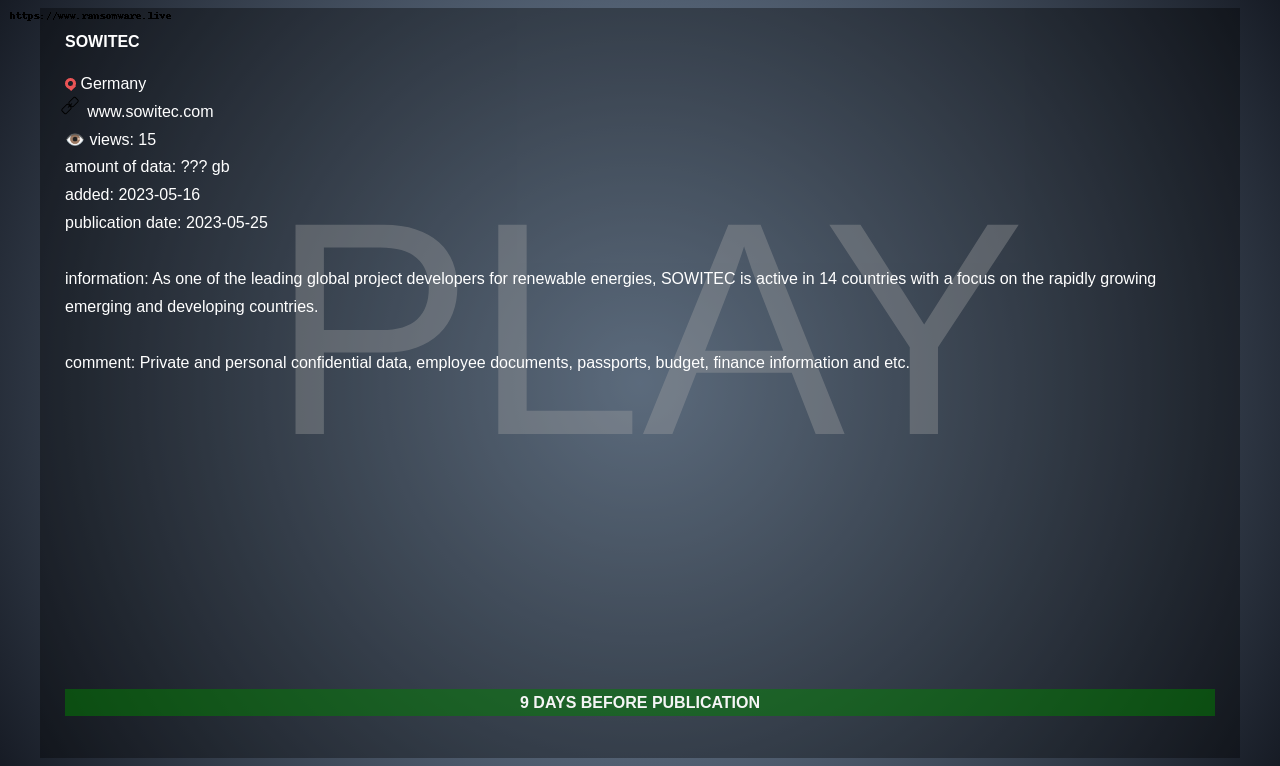 https://www.ransomware.live
SOWITEC
Germany
www.sowitec.com
views: 15
amount of data: ??? gb
added: 2023-05-16
publication date: 2023-05-25
information: As one of the leading global project developers for renewable energies, SOWITEC is active in 14 countries with a focus on the rapidly growing
emerging and developing countries.
PLAY
comment: Private and personal confidential data, employee documents, passports, budget, finance information and etc.
9 DAYS BEFORE PUBLICATION